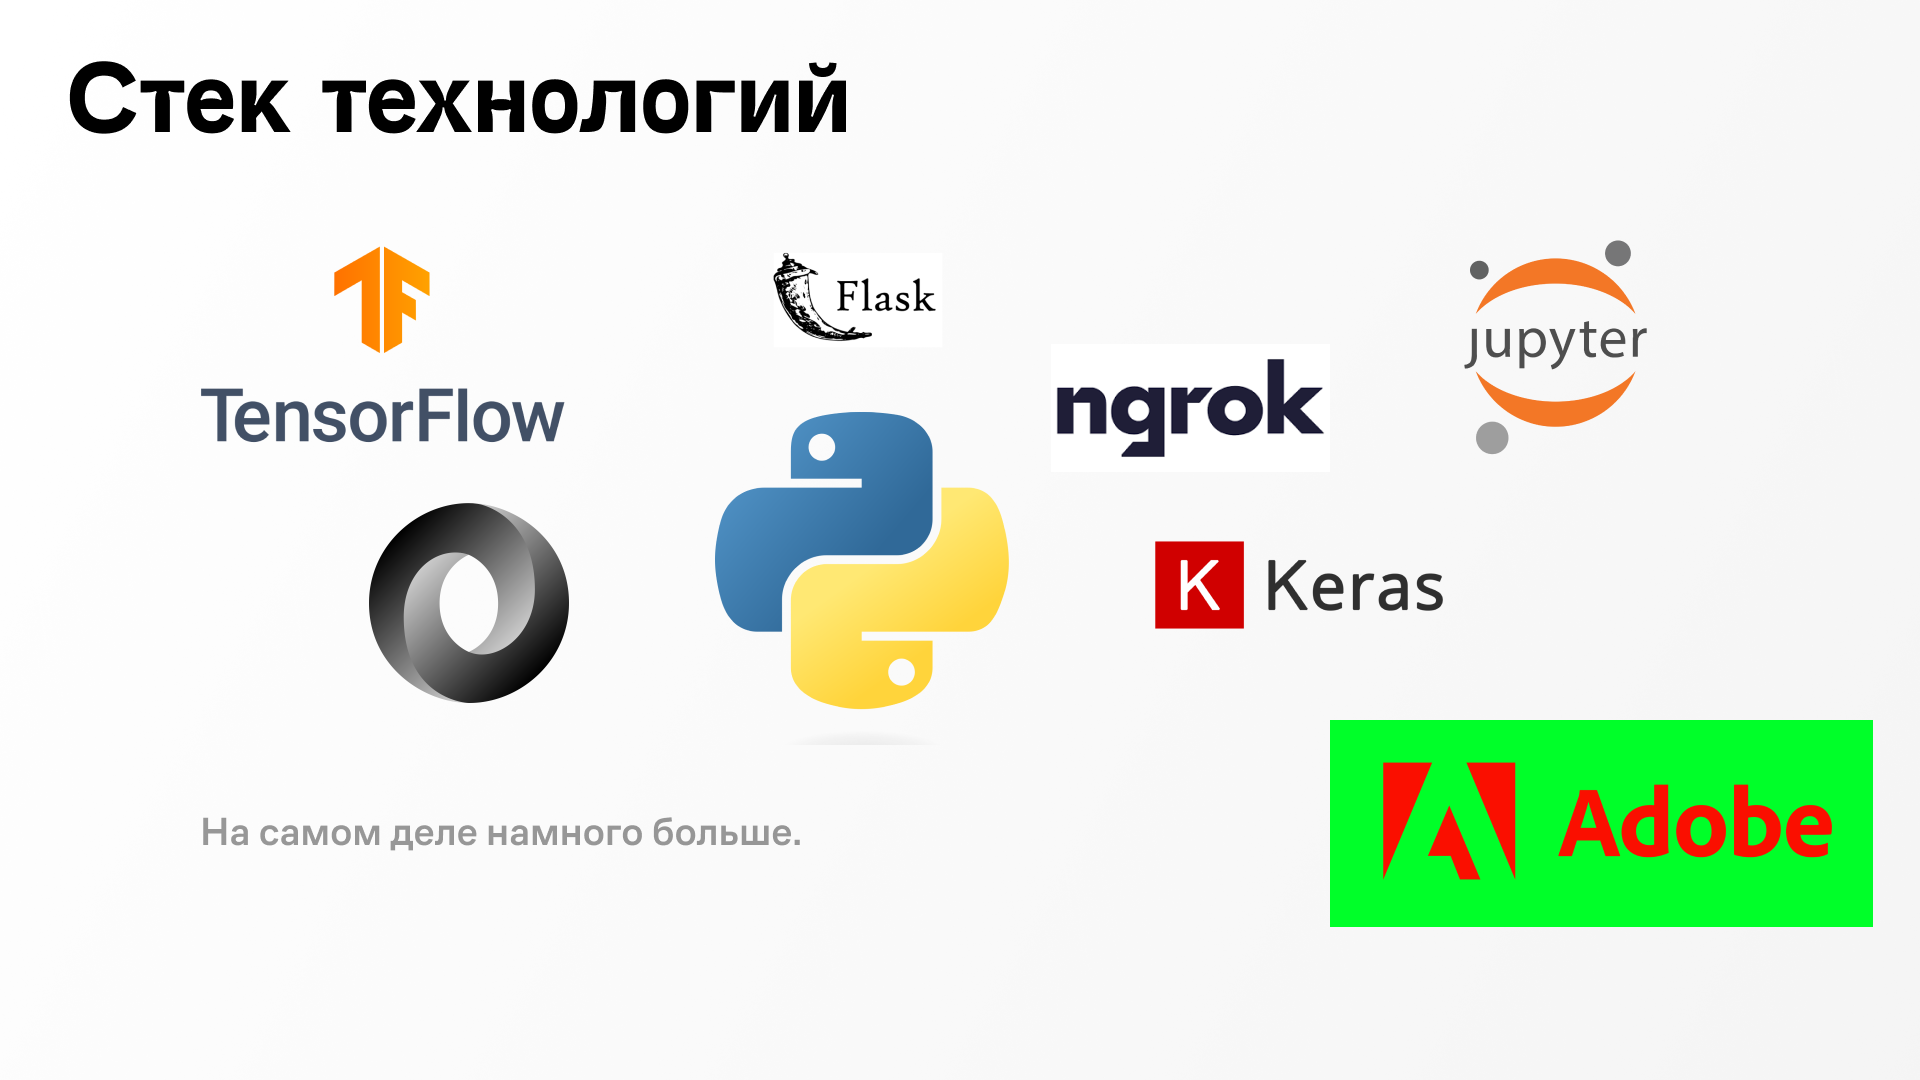 Стек технологий
TensorFlow
Flask
ngrok
jupyter
K Keras
На самом деле намного больше.
Adobe